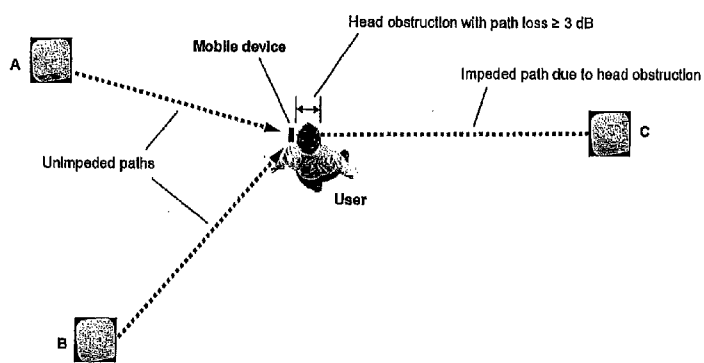 Head obstruction with path loss ≥ 3 dB
Mobile device
A
Impeded path due to head obstruction
C
Unimpeded paths
User
B